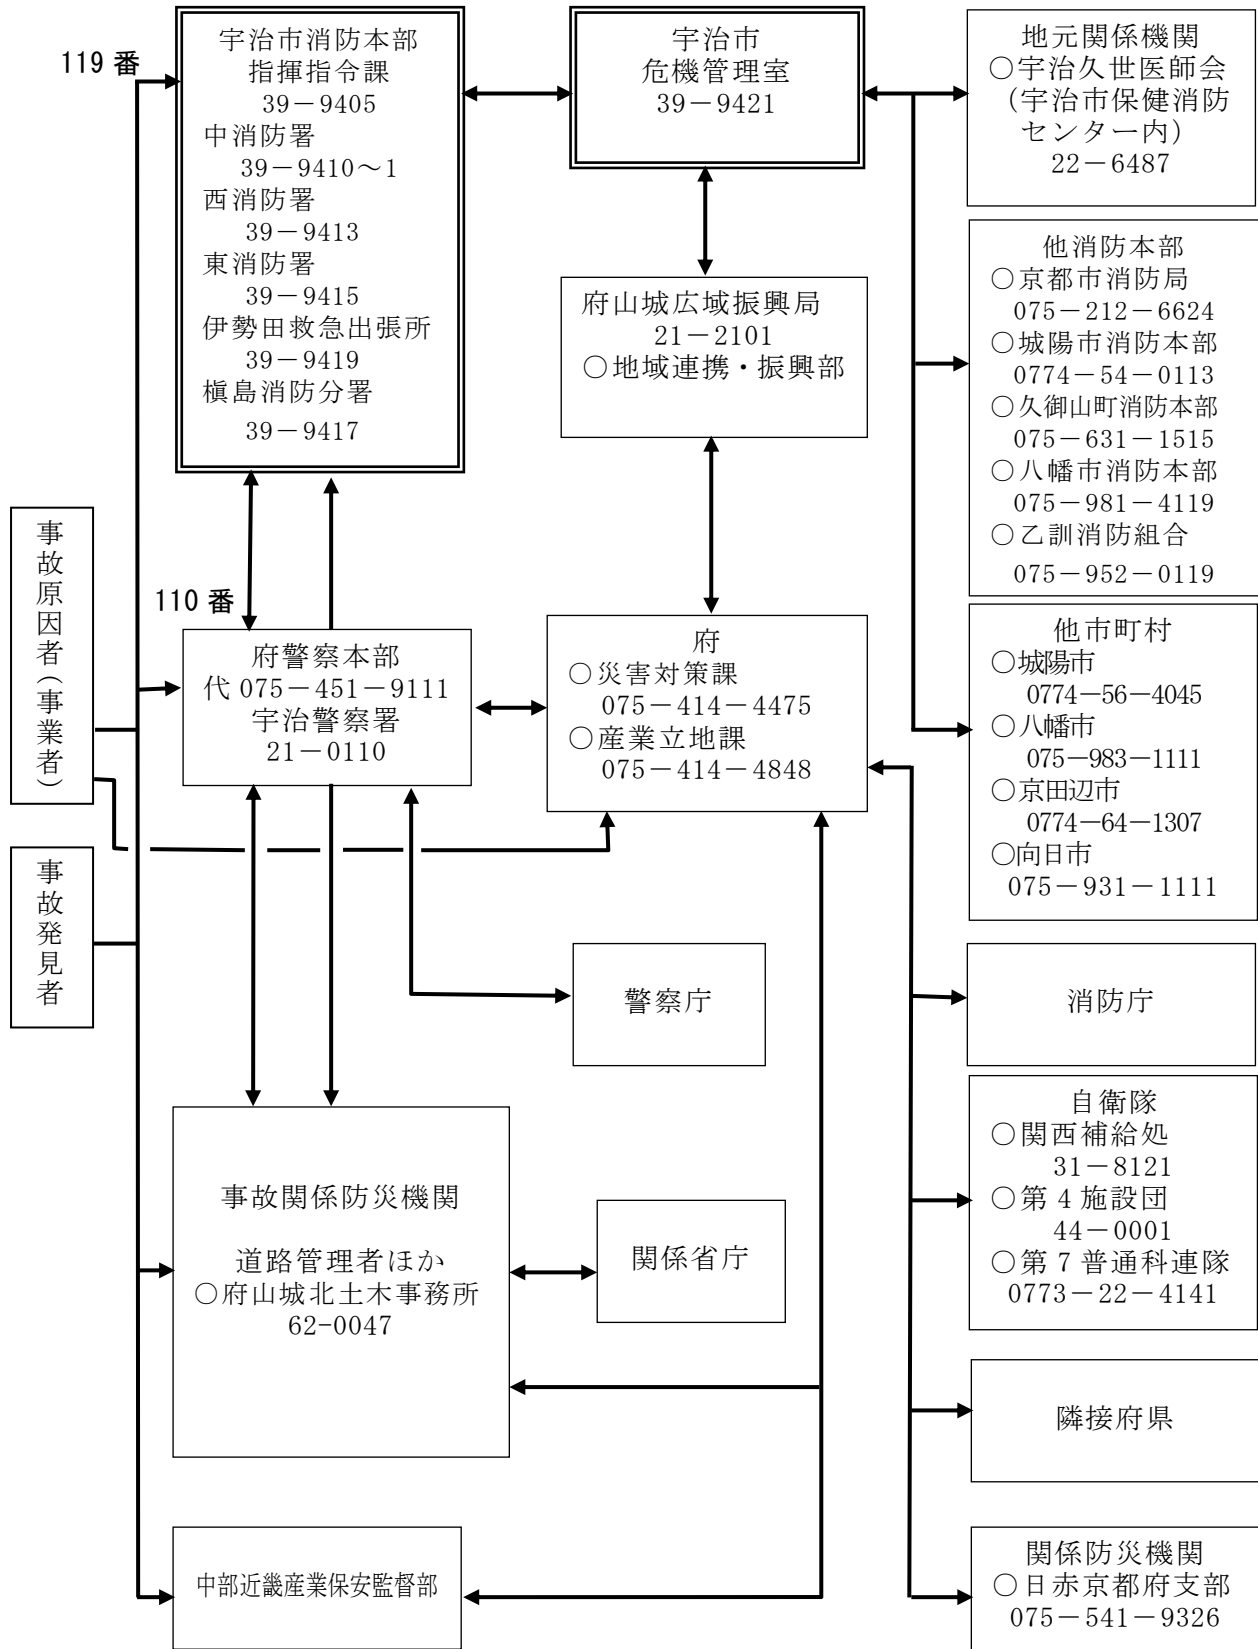 119 番
宇治市消防本部
指揮指令課
39－9405
中消防署
39－9410～1
西消防署
39－9413
東消防署
39－9415
伊勢田救急出張所
39－9419
槇島消防分署
39－9417
宇治市
危機管理室
39－9421
地元関係機関
○宇治久世医師会
（宇治市保健消防
センター内）
22－6487
他消防本部
○京都市消防局
075－212－6624
○城陽市消防本部
0774－54－0113
○久御山町消防本部
075－631－1515
○八幡市消防本部
075－981－4119
○乙訓消防組合
075－952－0119
府山城広域振興局
21－2101
○地域連携・振興部
事故原因者（事業者）
110 番
府警察本部
代 075－451－9111
宇治警察署
21－0110
府
○災害対策課
075－414－4475
○産業立地課
075－414－4848
他市町村
○城陽市
0774－56－4045
○八幡市
075－983－1111
○京田辺市
0774－64－1307
○向日市
075－931－1111
事故発見者
警察庁
消防庁
事故関係防災機関
道路管理者ほか
○府山城北土木事務所
62-0047
関係省庁
自衛隊
○関西補給処
31－8121
○第 4 施設団
44－0001
○第 7 普通科連隊
0773－22－4141
隣接府県
中部近畿産業保安監督部
関係防災機関
○日赤京都府支部
075－541－9326